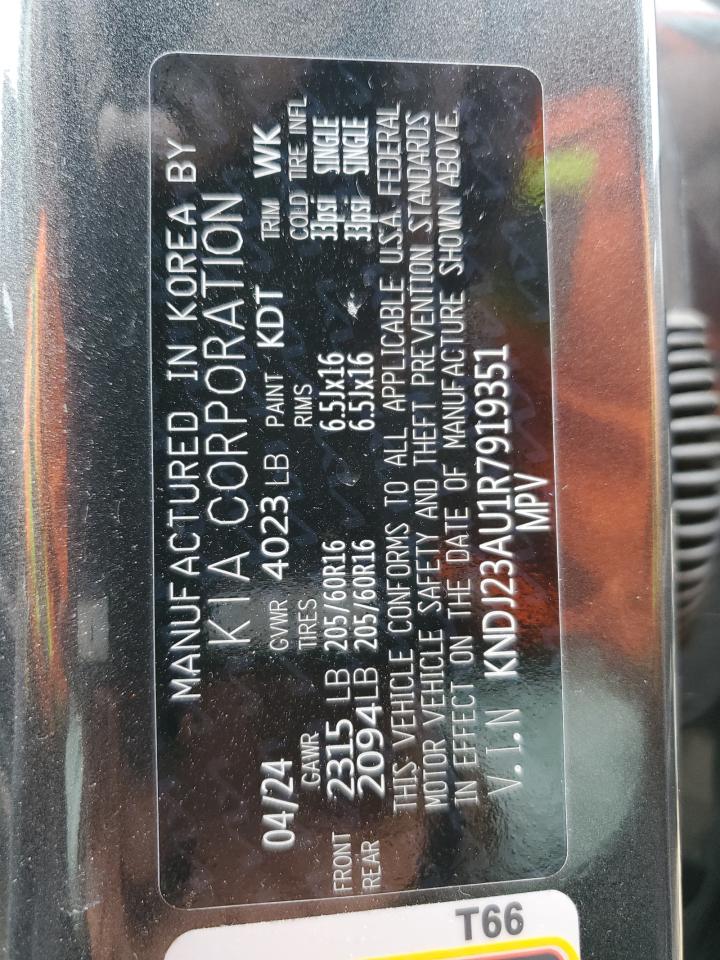 MANUFACTURED IN KOREA BY
KIA CORPORATION
04/24 GVWR 4023 LB PAINT KDT TRIM WK
GAWR TIRES RIMS COLD TIRE INFL
FRONT 2315 LB 205/60R16 6.5Jx16 33psi SINGLE
REAR 2094 LB 205/60R16 6.5Jx16 33psi SINGLE
THIS VEHICLE CONFORMS TO ALL APPLICABLE U.S.A. FEDERAL
MOTOR VEHICLE SAFETY AND THEFT PREVENTION STANDARDS
IN EFFECT ON THE DATE OF MANUFACTURE SHOWN ABOVE.
V.I.N KNDJ23AU1R7919351
MPV
T66